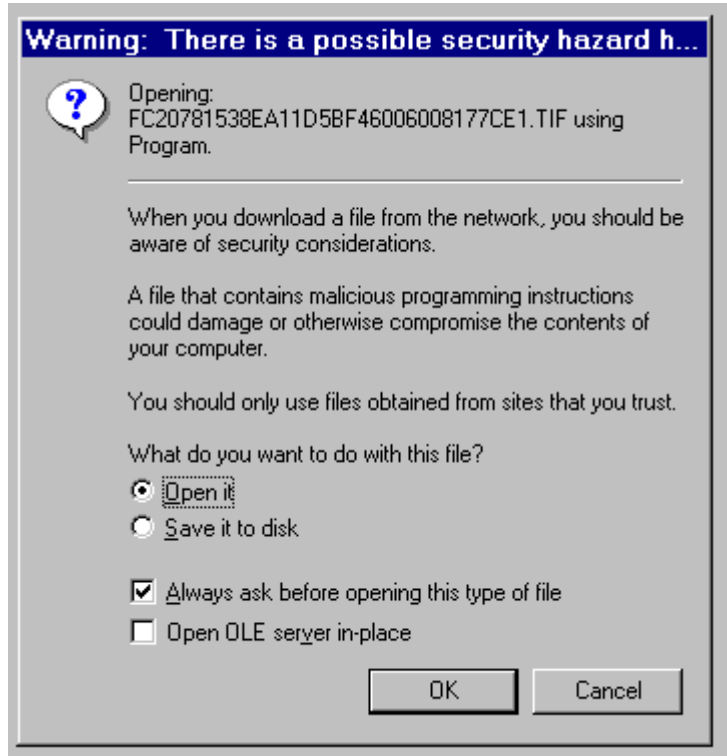 Warning: There is a possible security hazard h...
Opening:
FC20781538EA11D5BF46006008177CE1.TIF using
Program.
When you download a file from the network, you should be
aware of security considerations.
A file that contains malicious programming instructions
could damage or otherwise compromise the contents of
your computer.
You should only use files obtained from sites that you trust.
What do you want to do with this file?
Open it
Save it to disk
Always ask before opening this type of file
Open OLE server in-place
OK Cancel